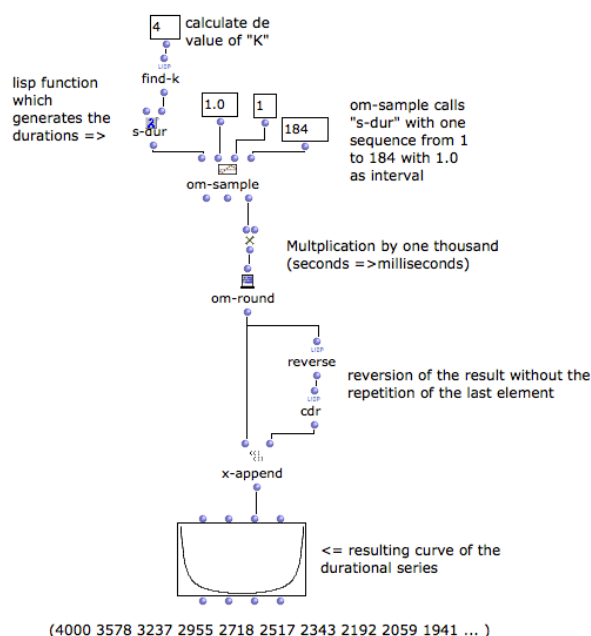 4
calculate de
value of "K"
LISP
find-k
lisp function
which
generates the
durations =>
s-dur
1.0
1
184
om-sample calls
"s-dur" with one
sequence from 1
to 184 with 1.0
as interval
om-sample
Multplication by one thousand
(seconds =>milliseconds)
om-round
LISP
reverse
LISP
cdr
reversion of the result without the
repetition of the last element
x-append
<= resulting curve of the
durational series
(4000 3578 3237 2955 2718 2517 2343 2192 2059 1941 ... )